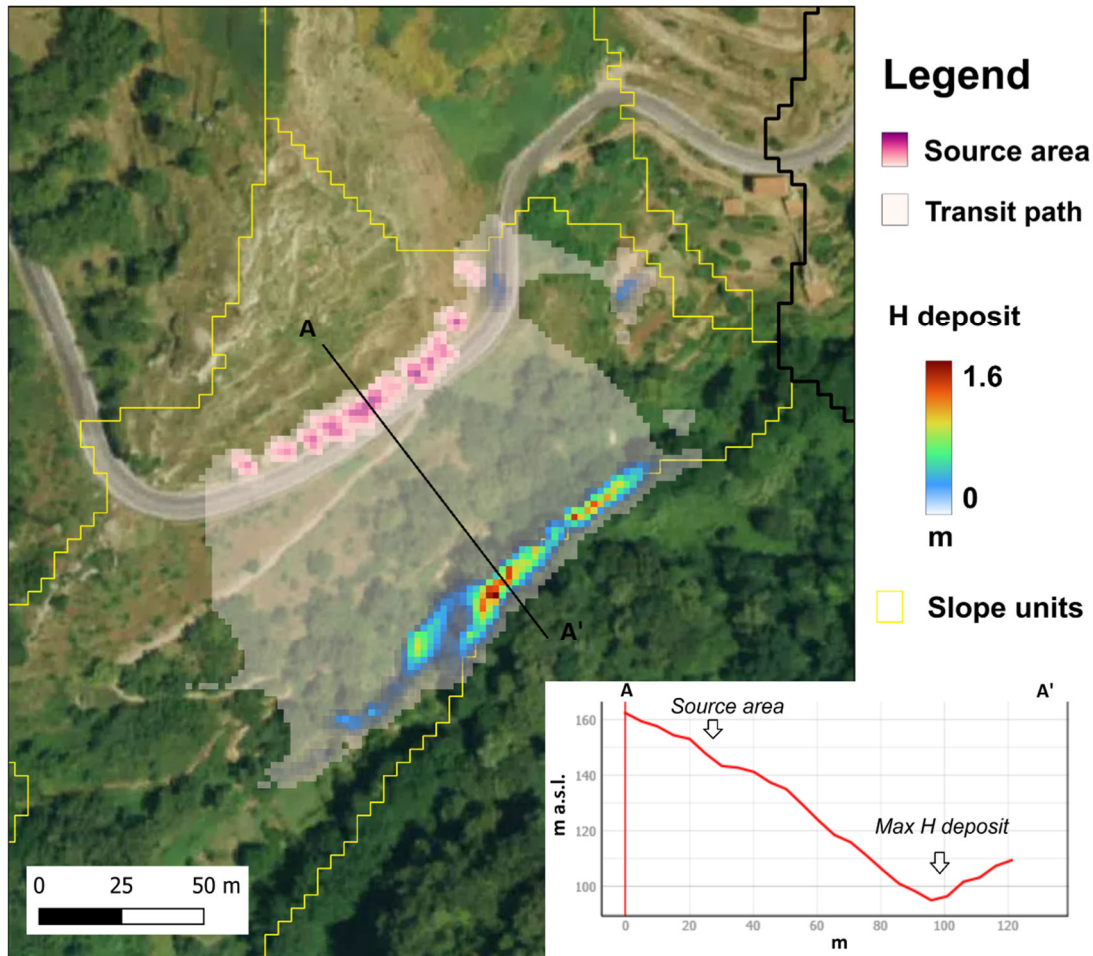 Legend
Source area
Transit path
H deposit
1.6
0
m
Slope units
A
A'
0 25 50 m
A A'
Source area
Max H deposit
m a.s.l.
160
140
120
100
0 20 40 60 80 100 120
m